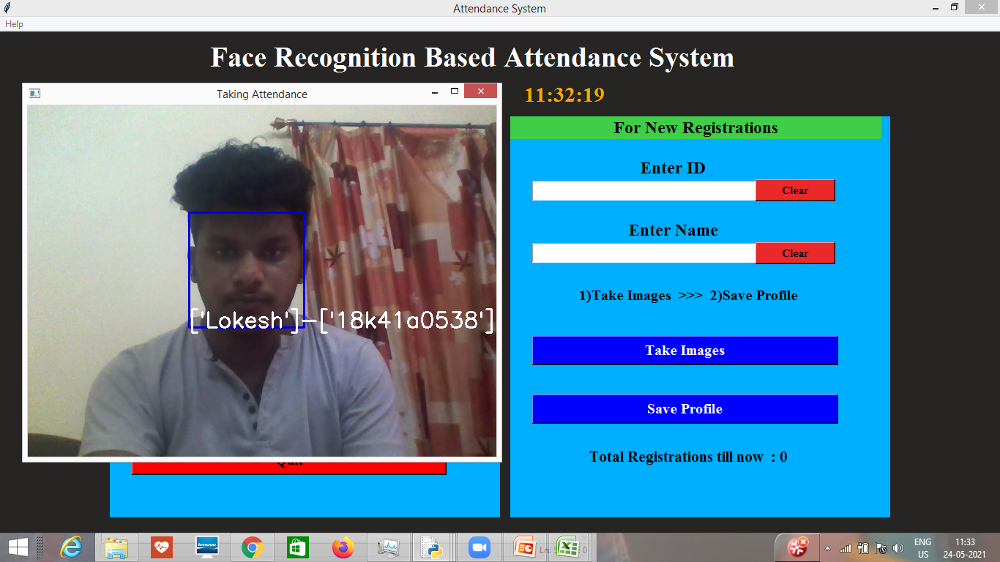 Attendance System
Help
Face Recognition Based Attendance System
Taking Attendance
11:32:19
['Lokesh']-['18k41a0538']
For New Registrations
Enter ID
Clear
Enter Name
Clear
1)Take Images >>> 2)Save Profile
Take Images
Save Profile
Total Registrations till now : 0
Quit
lenovo
Ln:
0
ENG
US
11:33
24-05-2021